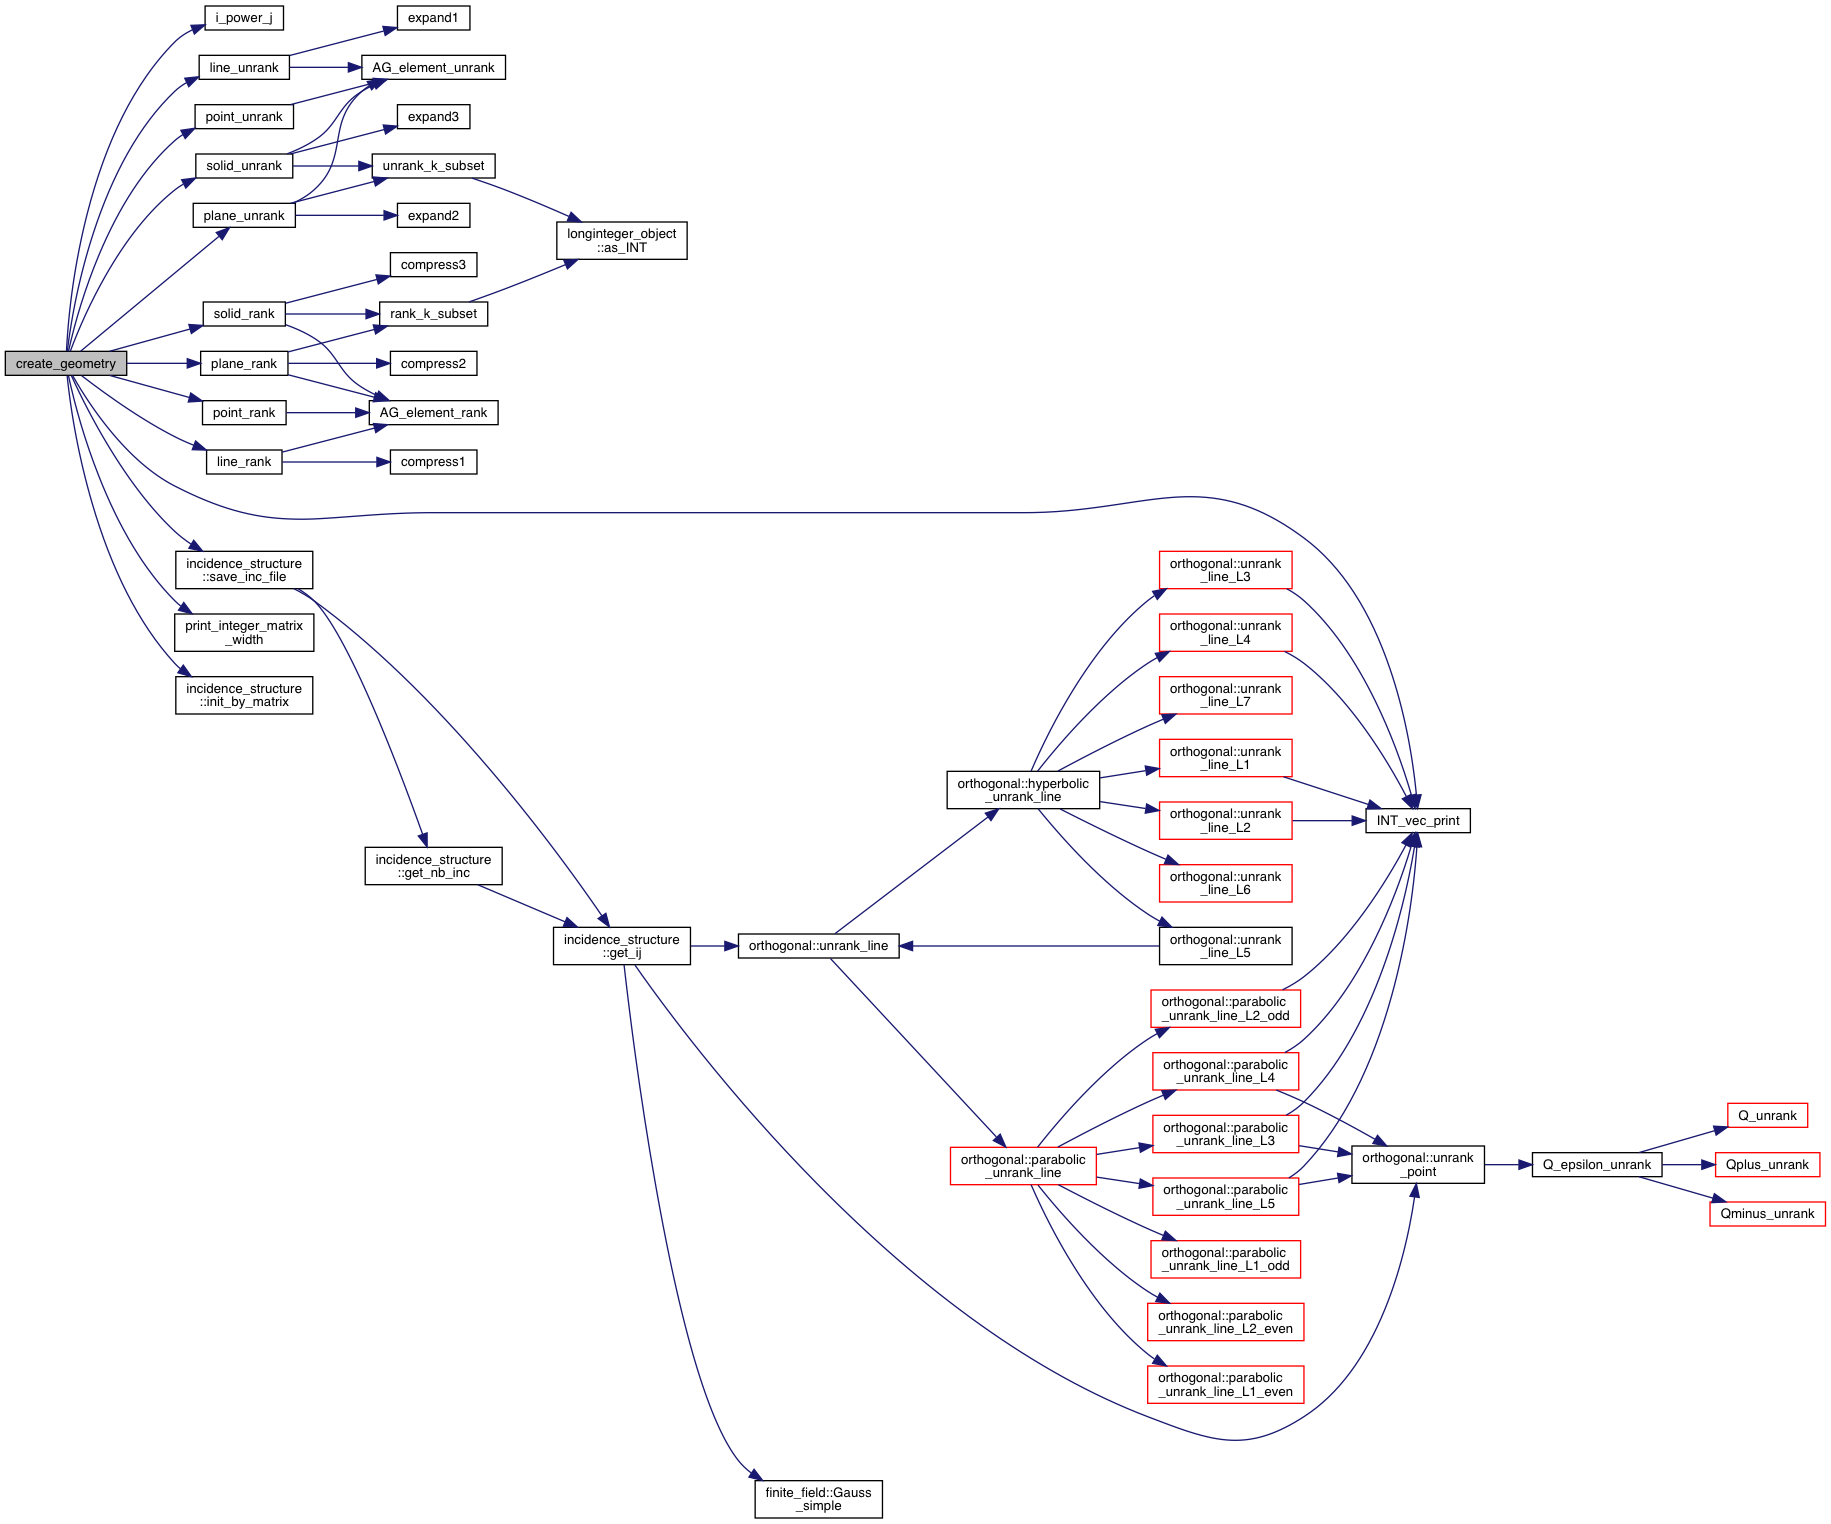 create_geometry
i_power_j
line_unrank
expand1
AG_element_unrank
point_unrank
solid_unrank
expand3
unrank_k_subset
plane_unrank
expand2
longinteger_object
::as_INT
solid_rank
compress3
rank_k_subset
plane_rank
compress2
point_rank
AG_element_rank
line_rank
compress1
incidence_structure
::save_inc_file
print_integer_matrix
_width
incidence_structure
::init_by_matrix
incidence_structure
::get_nb_inc
incidence_structure
::get_ij
orthogonal::unrank_line
orthogonal::hyperbolic
_unrank_line
orthogonal::unrank
_line_L3
orthogonal::unrank
_line_L4
orthogonal::unrank
_line_L7
orthogonal::unrank
_line_L1
orthogonal::unrank
_line_L2
orthogonal::unrank
_line_L6
orthogonal::unrank
_line_L5
INT_vec_print
orthogonal::parabolic
_unrank_line
orthogonal::parabolic
_unrank_line_L2_odd
orthogonal::parabolic
_unrank_line_L4
orthogonal::parabolic
_unrank_line_L3
orthogonal::parabolic
_unrank_line_L5
orthogonal::parabolic
_unrank_line_L1_odd
orthogonal::parabolic
_unrank_line_L2_even
orthogonal::parabolic
_unrank_line_L1_even
orthogonal::unrank
_point
Q_epsilon_unrank
Q_unrank
Qplus_unrank
Qminus_unrank
finite_field::Gauss
_simple